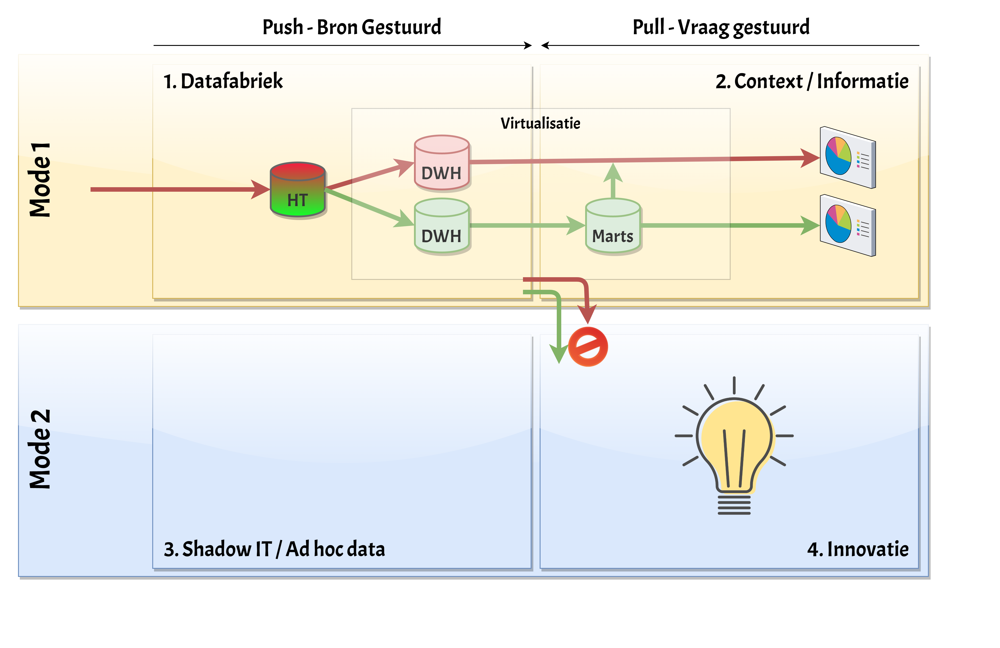 Push - Bron Gestuurd
Pull - Vraag gestuurd
Mode 1
1. Datafabriek
2. Context / Informatie
Virtualisatie
DWH
HT
DWH
Marts
Mode 2
3. Shadow IT / Ad hoc data
4. Innovatie